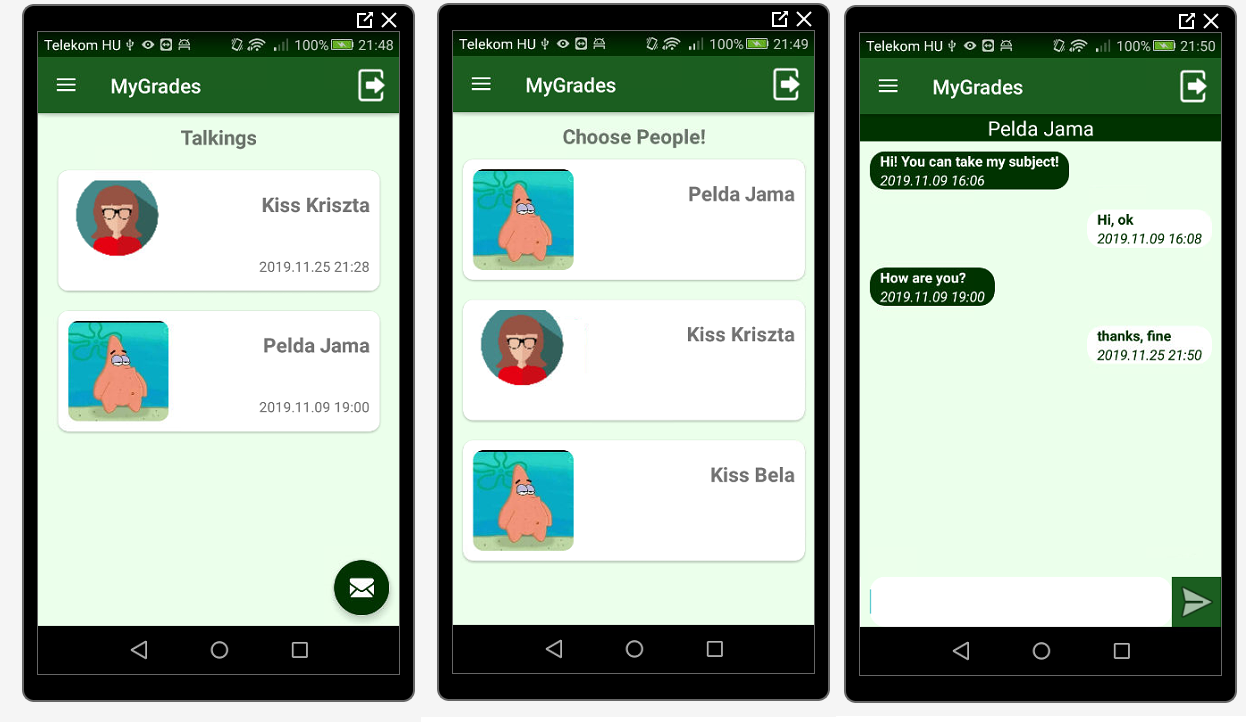 Telekom HU 100% 21:48
MyGrades
Talkings
Kiss Kriszta
2019.11.25 21:28
Pelda Jama
2019.11.09 19:00
Telekom HU 100% 21:49
MyGrades
Choose People!
Pelda Jama
Kiss Kriszta
Kiss Bela
Telekom HU 100% 21:50
MyGrades
Pelda Jama
Hi! You can take my subject!
2019.11.09 16:06
Hi, ok
2019.11.09 16:08
How are you?
2019.11.09 19:00
thanks, fine
2019.11.25 21:50